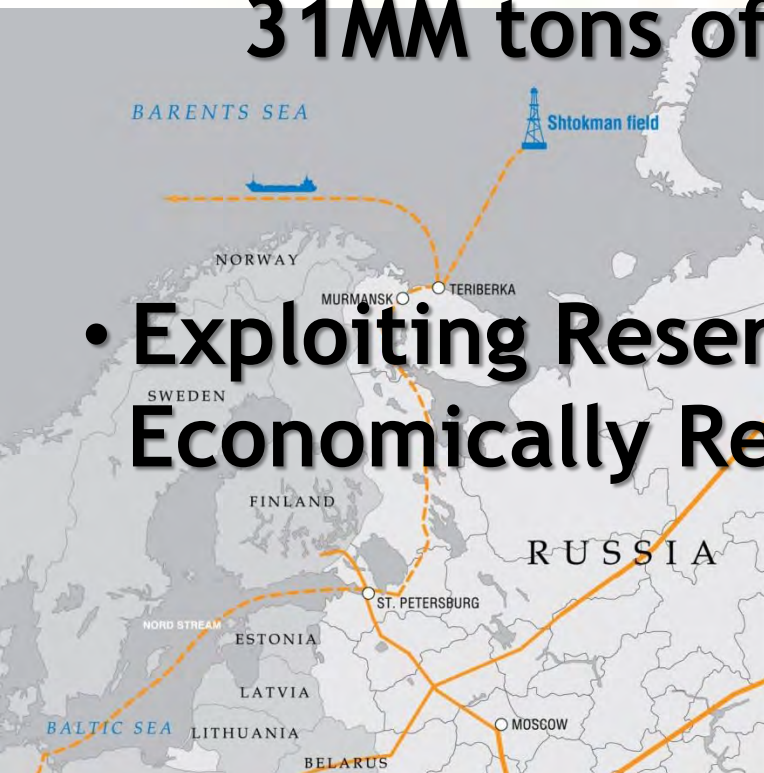 31MM tons of
BARENTS SEA
Shtokman field
NORWAY
TERIBERKA
MURMANSK
• Exploiting Reser
SWEDEN
Economically Re
FINLAND
RUSSIA
ST. PETERSBURG
NORD STREAM
ESTONIA
LATVIA
BALTIC SEA
LITHUANIA
MOSCOW
BELARUS